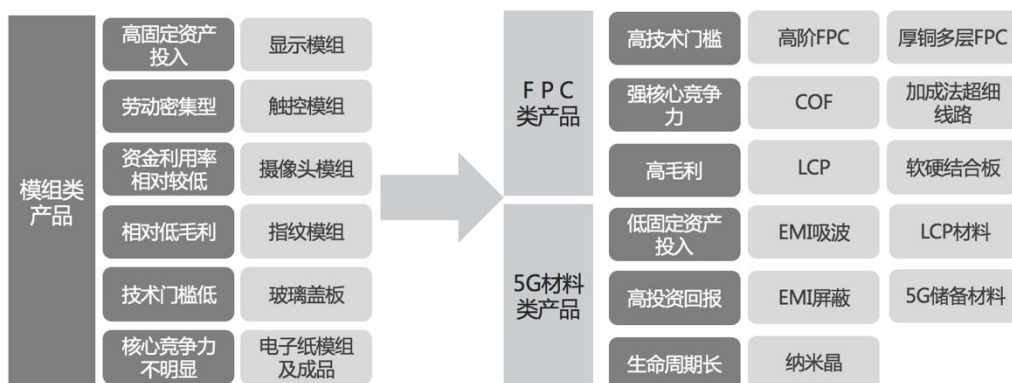 模组类
产品
高固定资产
投入
显示模组
劳动密集型
触控模组
资金利用率
相对较低
摄像头模组
相对低毛利
指纹模组
技术门槛低
玻璃盖板
核心竞争力
不明显
电子纸模组
及成品
FPC
类产品
高技术门槛
高阶FPC
厚铜多层FPC
强核心竞争
力
COF
加成法超细
线路
高毛利
LCP
软硬结合板
5G材料
类产品
低固定资产
投入
EMI吸波
LCP材料
高投资回报
EMI屏蔽
5G储备材料
生命周期长
纳米晶